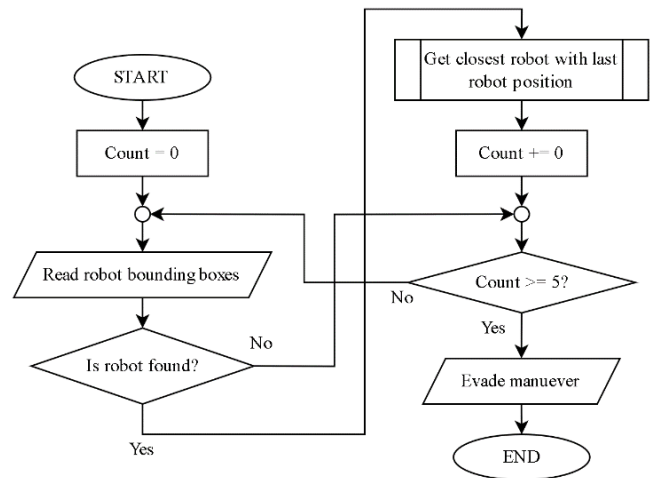 START
Count = 0
Read robot bounding boxes
Is robot found?
No
Yes
Get closest robot with last
robot position
Count += 0
Count >= 5?
No
Yes
Evade manuever
END